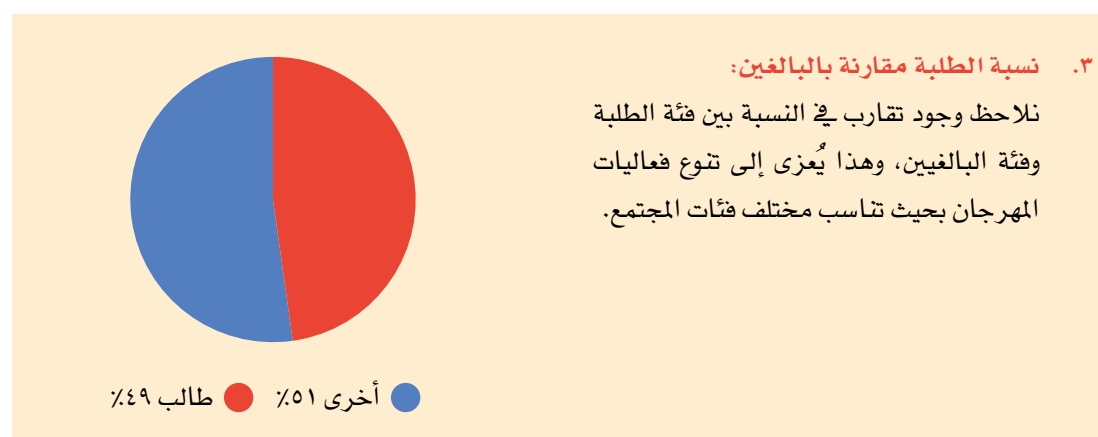 ٣. نسبة الطلبة مقارنة بالبالغين:
نلاحظ وجود تقارب في النسبة بين فئة الطلبة
وفئة البالغيين، وهذا يُعزى إلى تنوع فعاليات
المهرجان بحيث تناسب مختلف فئات المجتمع.
أخرى ٥١٪ طالب ٤٩٪